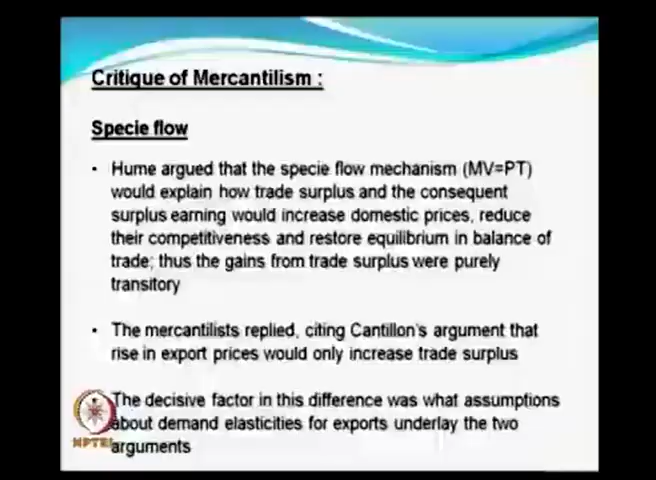 Critique of Mercantilism :
Specie flow
• Hume argued that the specie flow mechanism (MV=PT)
would explain how trade surplus and the consequent
surplus earning would increase domestic prices, reduce
their competitiveness and restore equilibrium in balance of
trade; thus the gains from trade surplus were purely
transitory
• The mercantilists replied, citing Cantillon's argument that
rise in export prices would only increase trade surplus
The decisive factor in this difference was what assumptions
about demand elasticities for exports underlay the two
arguments
NPTEL